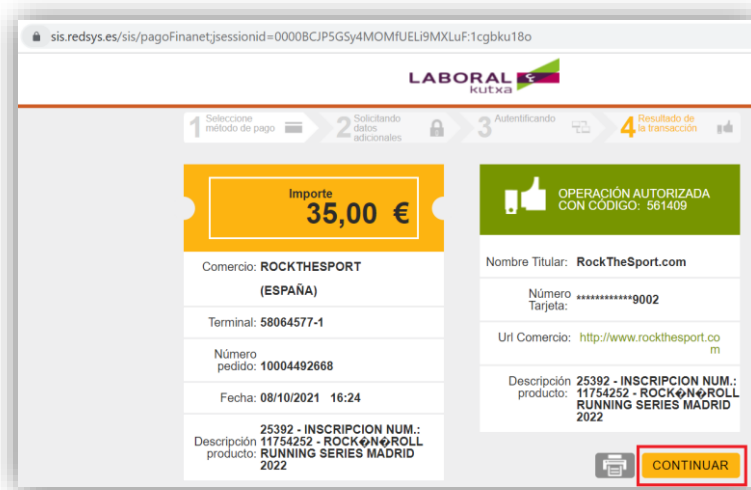 sis.redsys.es/sis/pagoFinanet;jsessionid=0000BCJP5GSy4MOMfUELi9MXLuF:1cgbku18o
LABORAL
kutxa
1 Seleccione
método de pago
2 Solicitando
datos
adicionales
3 Autentificando
4 Resultado de
la transacción
Importe
35,00 €
Comercio: ROCKTHESPORT
(ESPAÑA)
Terminal: 58064577-1
Número
pedido: 10004492668
Fecha: 08/10/2021 16:24
25392 - INSCRIPCION NUM.:
Descripción 11754252 - ROCK�N�ROLL
producto: RUNNING SERIES MADRID
2022
OPERACIÓN AUTORIZADA
CON CÓDIGO: 561409
Nombre Titular: RockTheSport.com
Número
Tarjeta: ************9002
Url Comercio: http://www.rockthesport.co
m
Descripción 25392 - INSCRIPCION NUM.:
producto: 11754252 - ROCK�N�ROLL
RUNNING SERIES MADRID
2022
CONTINUAR